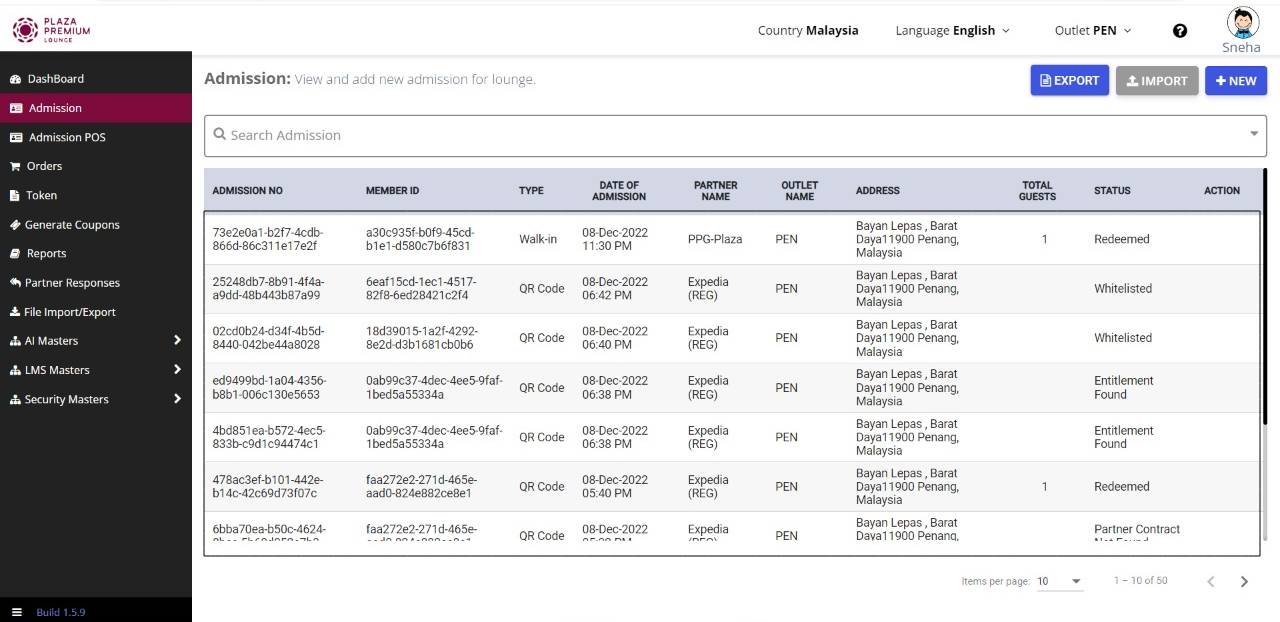 PLAZA
PREMIUM
LOUNGE
Country Malaysia
Language English
Outlet PEN
Sneha
DashBoard
Admission
Admission POS
Orders
Token
Generate Coupons
Reports
Partner Responses
File Import/Export
AI Masters
LMS Masters
Security Masters
Build 1.5.9
Admission: View and add new admission for lounge.
EXPORT
IMPORT
NEW
Search Admission
ADMISSION NO MEMBER ID TYPE DATE OF ADMISSION PARTNER NAME OUTLET NAME ADDRESS TOTAL GUESTS STATUS ACTION
73e2e0a1-b2f7-4cdb-
866d-86c311e17e2f
a30c935f-b0f9-45cd-
b1e1-d580c7b6f831
Walk-in
08-Dec-2022
11:30 PM
PPG-Plaza
PEN
Bayan Lepas , Barat
Daya11900 Penang,
Malaysia
1
Redeemed
25248db7-8b91-4f4a-
a9dd-48b443b87a99
6eaf15cd-1ec1-4517-
82f8-6ed28421c2f4
QR Code
08-Dec-2022
06:42 PM
Expedia
(REG)
PEN
Bayan Lepas , Barat
Daya11900 Penang,
Malaysia
Whitelisted
02cd0b24-d34f-4b5d-
8440-042be44a8028
18d39015-1a2f-4292-
8e2d-d3b1681cb0b6
QR Code
08-Dec-2022
06:40 PM
Expedia
(REG)
PEN
Bayan Lepas , Barat
Daya11900 Penang,
Malaysia
Whitelisted
ed9499bd-1a04-4356-
b8b1-006c130e5653
0ab99c37-4dec-4ee5-9faf-
1bed5a55334a
QR Code
08-Dec-2022
06:38 PM
Expedia
(REG)
PEN
Bayan Lepas , Barat
Daya11900 Penang,
Malaysia
Entitlement
Found
4bd851ea-b572-4ec5-
833b-c9d1c94474c1
0ab99c37-4dec-4ee5-9faf-
1bed5a55334a
QR Code
08-Dec-2022
06:38 PM
Expedia
(REG)
PEN
Bayan Lepas , Barat
Daya11900 Penang,
Malaysia
Entitlement
Found
478ac3ef-b101-442e-
b14c-42c69d73f07c
faa272e2-271d-465e-
aad0-824e882ce8e1
QR Code
08-Dec-2022
05:40 PM
Expedia
(REG)
PEN
Bayan Lepas , Barat
Daya11900 Penang,
Malaysia
1
Redeemed
6bba70ea-b50c-4624-
faa272e2-271d-465e-
QR Code
08-Dec-2022
Expedia
PEN
Bayan Lepas , Barat
Daya11900 Penang,
Partner Contract
Items per page: 10
1 – 10 of 50